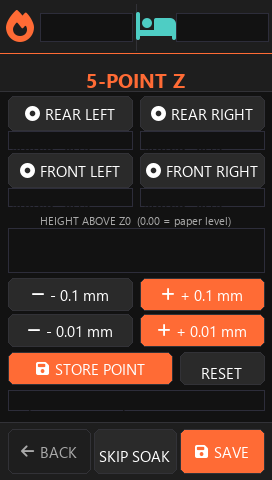 5-POINT Z
REAR LEFT
REAR RIGHT
FRONT LEFT
FRONT RIGHT
HEIGHT ABOVE Z0 (0.00 = paper level)
- 0.1 mm
+ 0.1 mm
- 0.01 mm
+ 0.01 mm
STORE POINT
RESET
BACK
SKIP SOAK
SAVE